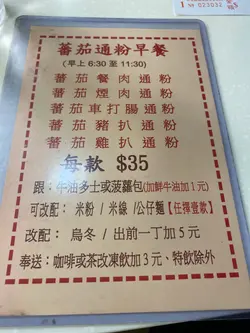 1 № 023032
蕃茄通粉早餐
(早上 6:30 至 11:30)
蕃茄餐肉通粉
蕃茄煙肉通粉
蕃茄車打腸通粉
蕃茄豬扒通粉
蕃茄雞扒通粉
每款 $35
跟：牛油多士或菠蘿包(加鮮牛油加1元)
可改配： 米粉 / 米線 /公仔麵【任擇壹款】
改配： 烏冬 / 出前一丁加5元
奉送：咖啡或茶改凍飲加3元、特飲除外